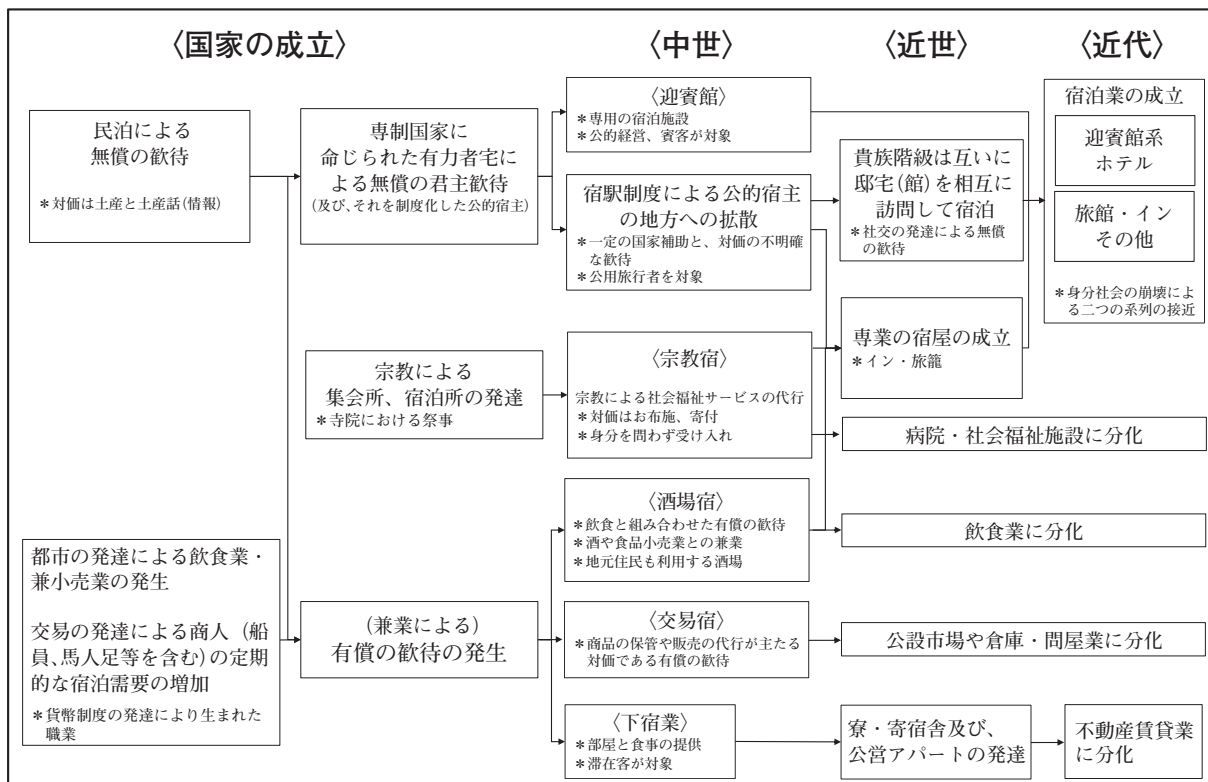 〈国家の成立〉
〈中世〉
〈近世〉
〈近代〉
民泊による
無償の歓待
＊対価は土産と土産話(情報)
専制国家に
命じられた有力者宅に
よる無償の君主歓待
(及び、それを制度化した公的宿主)
〈迎賓館〉
＊専用の宿泊施設
＊公的経営、賓客が対象
宿駅制度による公的宿主
の地方への拡散
＊一定の国家補助と、対価の不明確
な歓待
＊公用旅行者を対象
貴族階級は互いに
邸宅(館)を相互に
訪問して宿泊
＊社交の発達による無償
の歓待
宿泊業の成立
迎賓館系
ホテル
旅館・イン
その他
＊身分社会の崩壊によ
る二つの系列の接近
宗教による
集会所、宿泊所の発達
＊寺院における祭事
〈宗教宿〉
宗教による社会福祉サービスの代行
＊対価はお布施、寄付
＊身分を問わず受け入れ
専業の宿屋の成立
＊イン・旅籠
病院・社会福祉施設に分化
都市の発達による飲食業・
兼小売業の発生
交易の発達による商人（船
員、馬人足等を含む)の定期
的な宿泊需要の増加
＊貨幣制度の発達により生まれた
職業
(兼業による)
有償の歓待の発生
〈酒場宿〉
＊飲食と組み合わせた有償の歓待
＊酒や食品小売業との兼業
＊地元住民も利用する酒場
飲食業に分化
〈交易宿〉
＊商品の保管や販売の代行が主たる
対価である有償の歓待
公設市場や倉庫・問屋業に分化
〈下宿業〉
＊部屋と食事の提供
＊滞在客が対象
寮・寄宿舎及び、
公営アパートの発達
不動産賃貸業
に分化